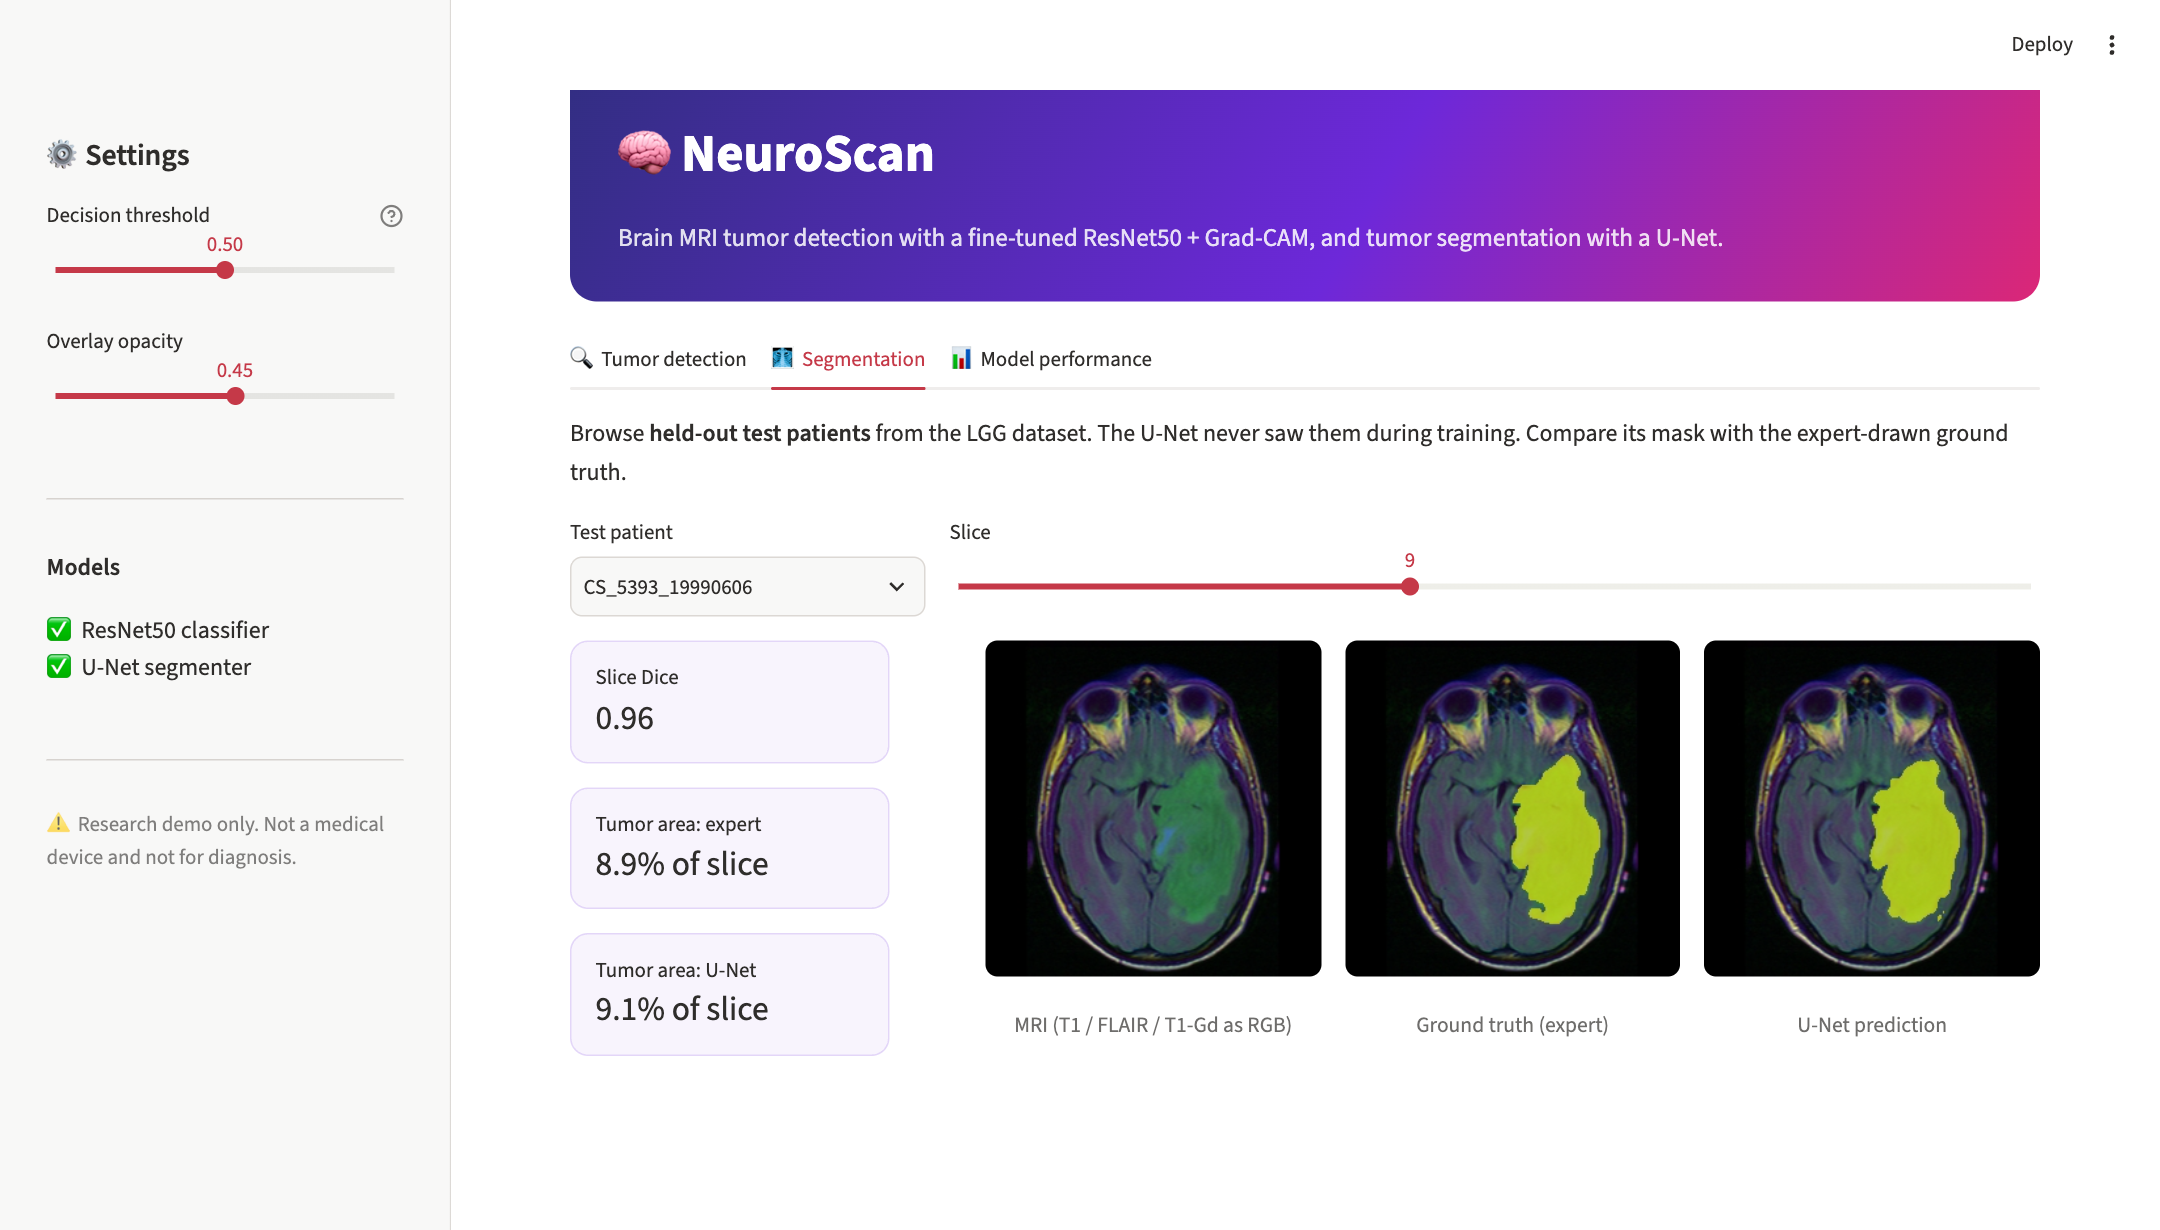 Deploy
Settings
Decision threshold
0.50
Overlay opacity
0.45
Models
ResNet50 classifier
U-Net segmenter
Research demo only. Not a medical
device and not for diagnosis.
NeuroScan
Brain MRI tumor detection with a fine-tuned ResNet50 + Grad-CAM, and tumor segmentation with a U-Net.
Tumor detection
Segmentation
Model performance
Browse held-out test patients from the LGG dataset. The U-Net never saw them during training. Compare its mask with the expert-drawn ground
truth.
Test patient
CS_5393_19990606
Slice
9
Slice Dice
0.96
Tumor area: expert
8.9% of slice
Tumor area: U-Net
9.1% of slice
MRI (T1 / FLAIR / T1-Gd as RGB)
Ground truth (expert)
U-Net prediction